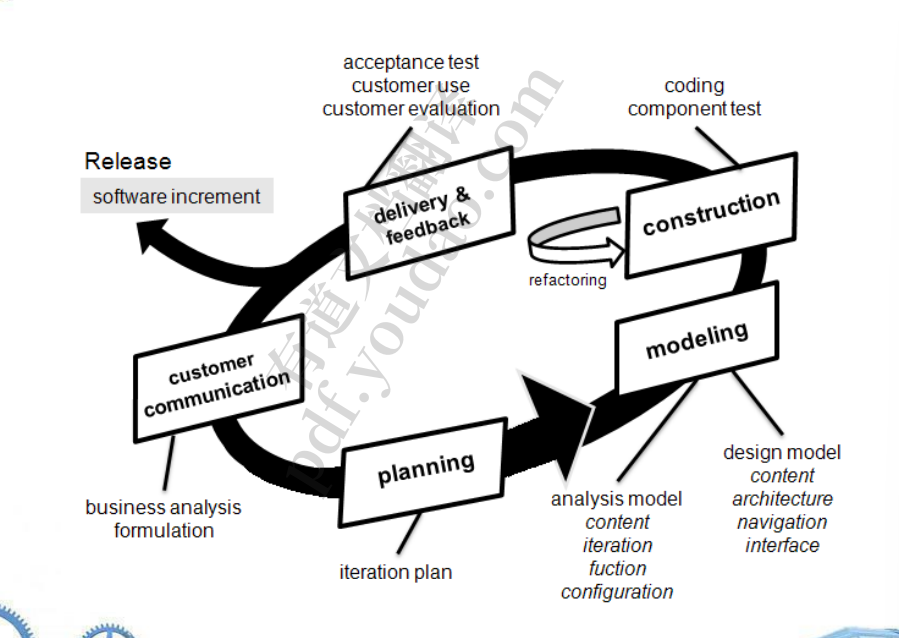 acceptance test
customer use
customer evaluation
coding
component test
Release
software increment
delivery &
feedback
construction
refactoring
modeling
customer
communication
planning
business analysis
formulation
iteration plan
analysis model
content
iteration
fuction
configuration
design model
content
architecture
navigation
interface
有道文档翻译
pdf.youdao.com